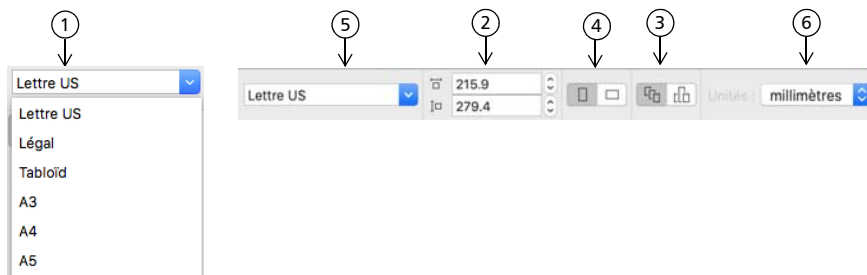 1 5 2 4 3 6
Lettre US
Lettre US
Légal
Tabloïd
A3
A4
A5
Lettre US
215.9
279.4
Unités :
millimètres